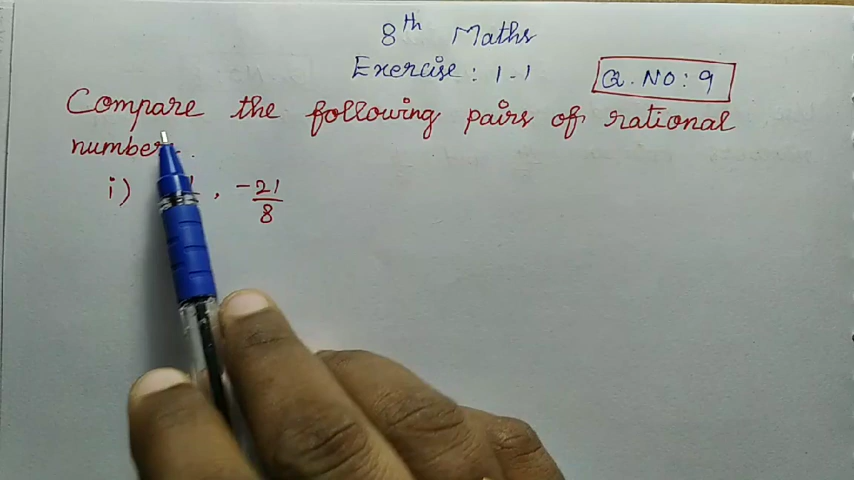 8th Maths
Exercise: 1.1
Q. NO: 9
Compare the following pairs of rational
number
i) , -21/8